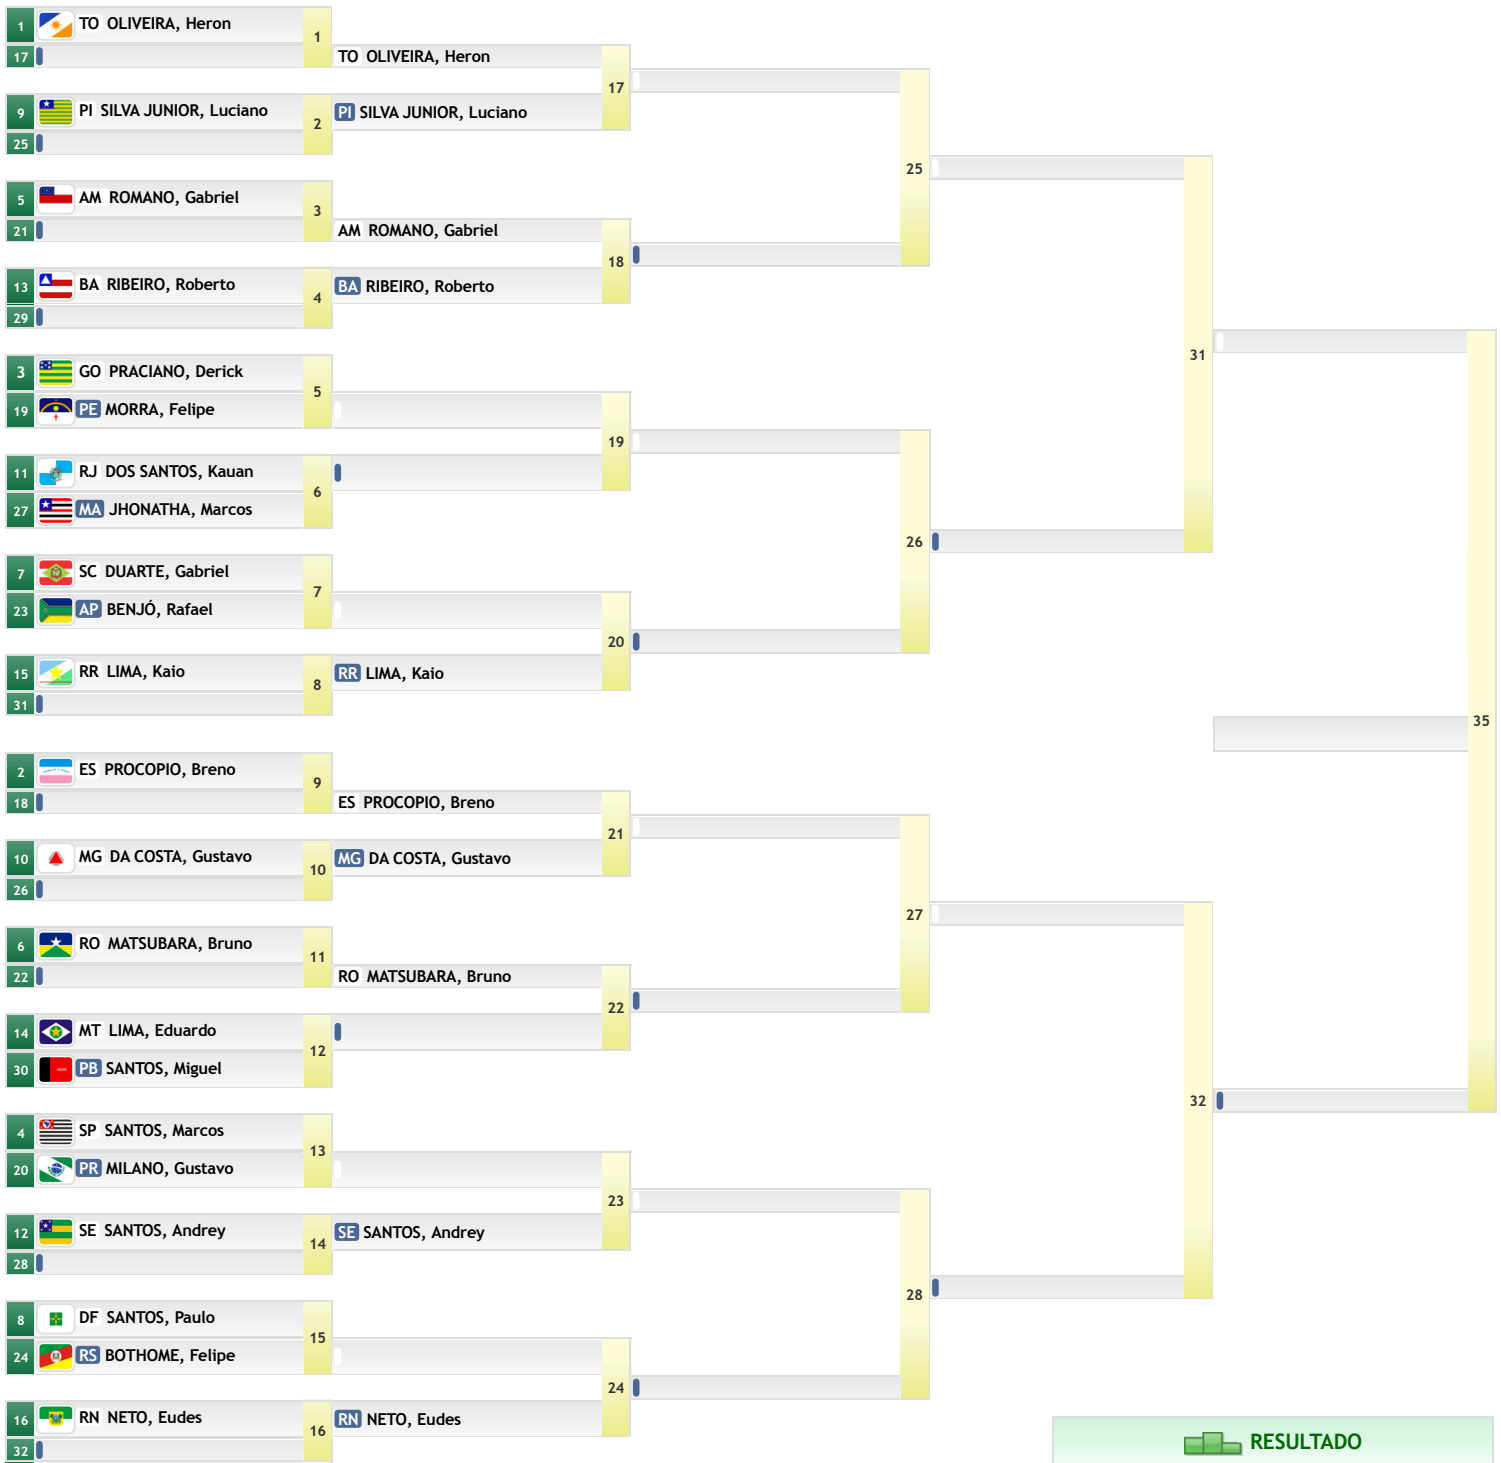 1 TO OLIVEIRA, Heron
17
1
TO OLIVEIRA, Heron
9 PI SILVA JUNIOR, Luciano
25
2
PI SILVA JUNIOR, Luciano
17
5 AM ROMANO, Gabriel
21
3
AM ROMANO, Gabriel
13 BA RIBEIRO, Roberto
29
4
BA RIBEIRO, Roberto
18
25
3 GO PRACIANO, Derick
19 PE MORRA, Felipe
5
11 RJ DOS SANTOS, Kauan
27 MA JHONATHA, Marcos
6
19
7 SC DUARTE, Gabriel
23 AP BENJÓ, Rafael
7
15 RR LIMA, Kaio
31
8
RR LIMA, Kaio
20
26
31
2 ES PROCOPIO, Breno
18
9
ES PROCOPIO, Breno
10 MG DA COSTA, Gustavo
26
10
MG DA COSTA, Gustavo
21
6 RO MATSUBARA, Bruno
22
11
RO MATSUBARA, Bruno
14 MT LIMA, Eduardo
30 PB SANTOS, Miguel
12
22
27
4 SP SANTOS, Marcos
20 PR MILANO, Gustavo
13
12 SE SANTOS, Andrey
28
14
SE SANTOS, Andrey
23
8 DF SANTOS, Paulo
24 RS BOTHOME, Felipe
15
16 RN NETO, Eudes
32
16
RN NETO, Eudes
24
28
32
35
RESULTADO